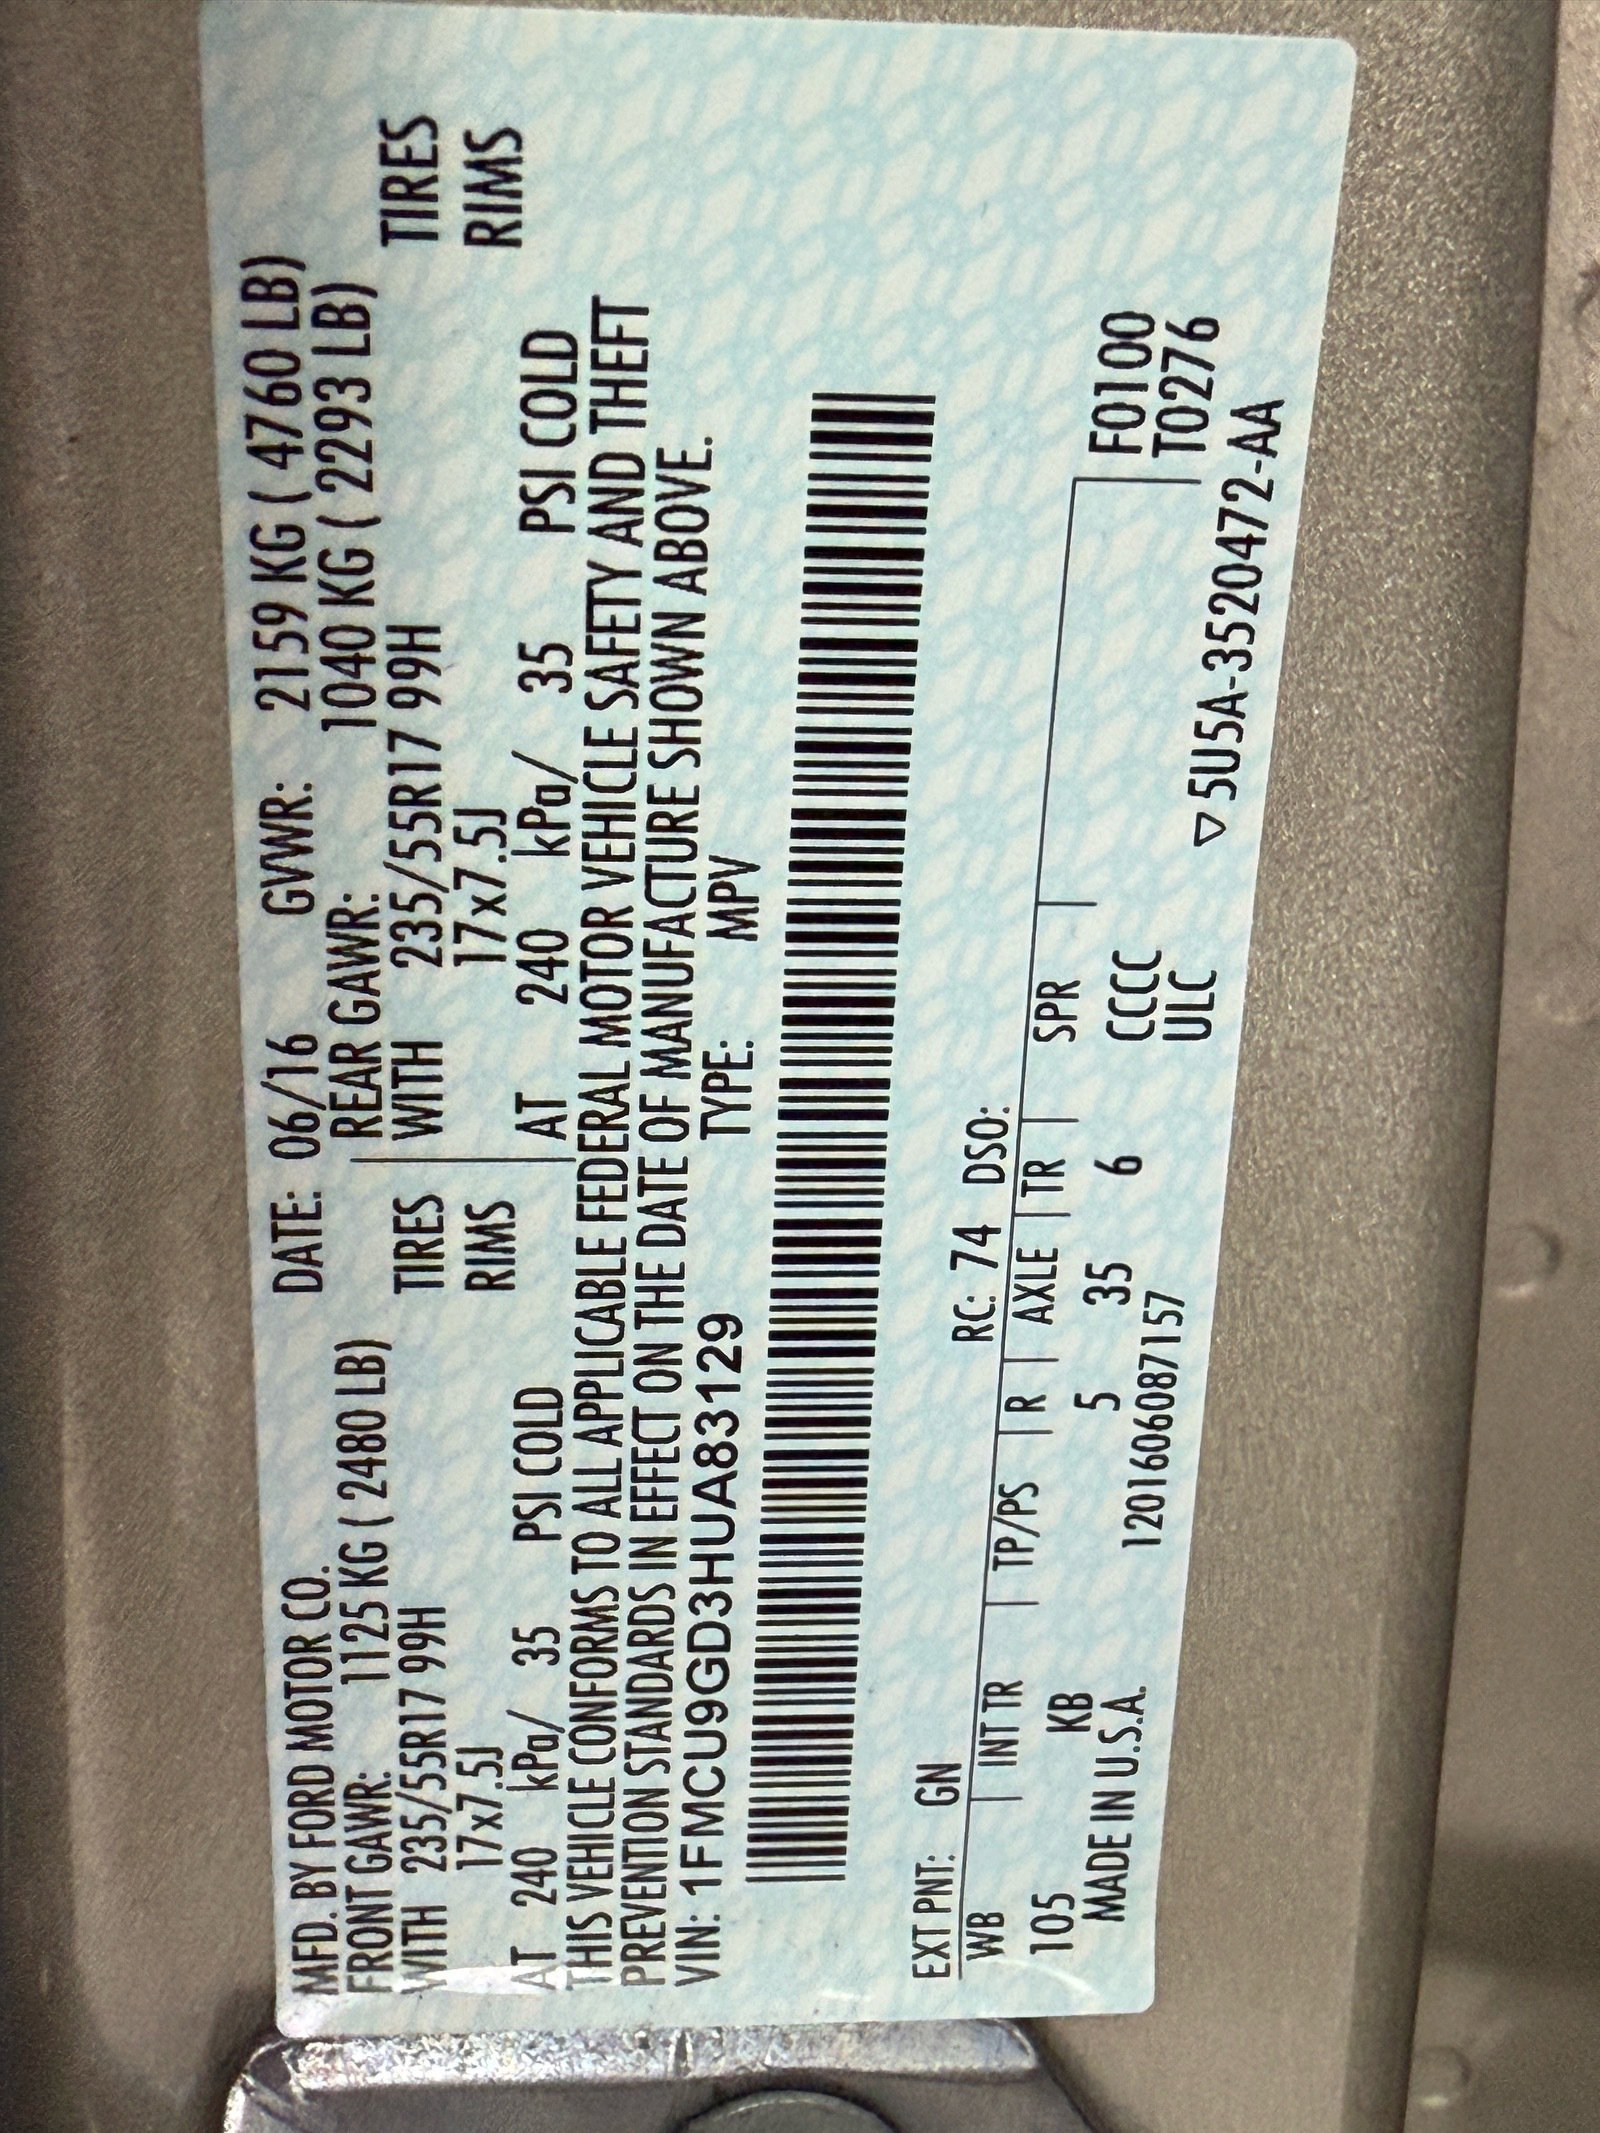 MFD. BY FORD MOTOR CO. DATE: 06/16 GVWR: 2159 KG ( 4760 LB)
FRONT GAWR: 1125 KG ( 2480 LB) REAR GAWR: 1040 KG ( 2293 LB)
WITH 235/55R17 99H TIRES WITH 235/55R17 99H TIRES
17x7.5J RIMS 17x7.5J RIMS
AT 240 kPa/ 35 PSI COLD AT 240 kPa/ 35 PSI COLD
THIS VEHICLE CONFORMS TO ALL APPLICABLE FEDERAL MOTOR VEHICLE SAFETY AND THEFT
PREVENTION STANDARDS IN EFFECT ON THE DATE OF MANUFACTURE SHOWN ABOVE.
VIN: 1FMCU9GD3HUA83129 TYPE: MPV
EXT PNT: GN RC: 74 DSO:
WB INT TR TP/PS R AXLE TR SPR
105 KB 5 35 6 CCCC F0100
MADE IN U.S.A. 1201606087157 ULC T0276
▽ 5U5A-3520472-AA